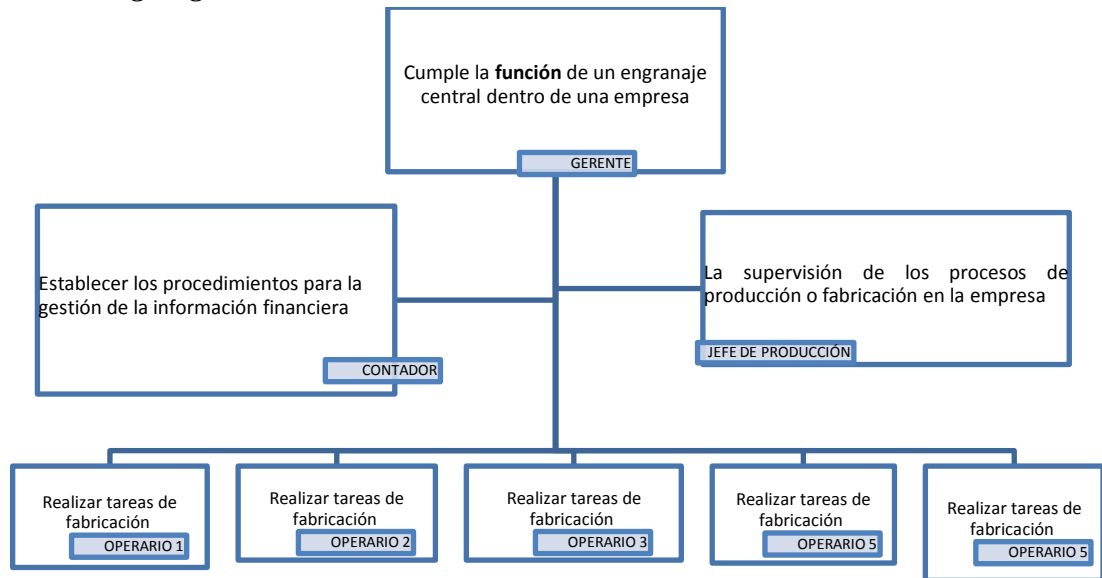 Cumple la función de un engranaje
central dentro de una empresa
GERENTE
Establecer los procedimientos para la
gestión de la información financiera
CONTADOR
La supervisión de los procesos de
producción o fabricación en la empresa
JEFE DE PRODUCCIÓN
Realizar tareas de
fabricación
OPERARIO 1
Realizar tareas de
fabricación
OPERARIO 2
Realizar tareas de
fabricación
OPERARIO 3
Realizar tareas de
fabricación
OPERARIO 5
Realizar tareas de
fabricación
OPERARIO 5